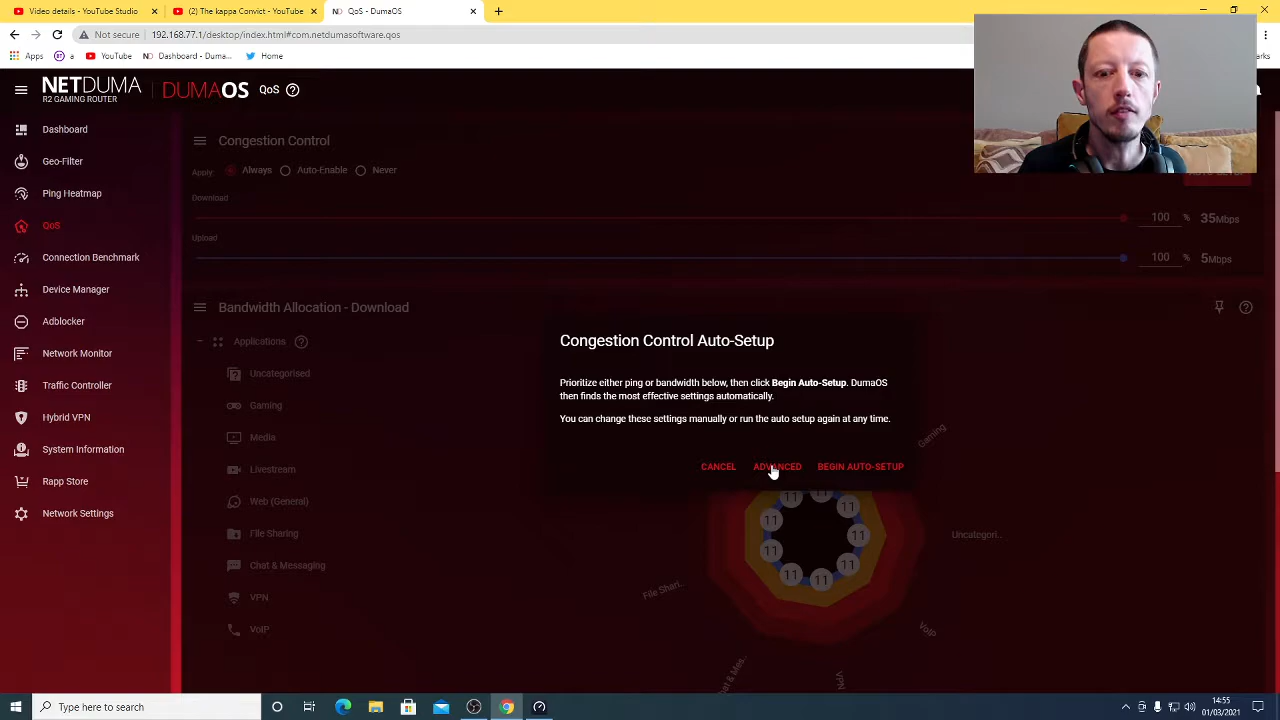 YouTube
YouTube
QoS - DumaOS
Not secure
192.168.77.1/desktop/index.html#com.netdumasoftware.qos
Apps
a
YouTube
Dashboard - Duma...
Home
NETDUMA
R2 GAMING ROUTER
DUMAOS
QoS
Dashboard
Geo-Filter
Ping Heatmap
QoS
Connection Benchmark
Device Manager
Adblocker
Network Monitor
Traffic Controller
Hybrid VPN
System Information
Rapp Store
Network Settings
Congestion Control
Apply:
Always
Auto-Enable
Never
Download
100 % 35Mbps
Upload
100 % 5Mbps
Bandwidth Allocation - Download
Applications
Uncategorised
Gaming
Media
Livestream
Web (General)
File Sharing
Chat & Messaging
VPN
VoIP
Congestion Control Auto-Setup
Prioritize either ping or bandwidth below, then click Begin Auto-Setup. DumaOS
then finds the most effective settings automatically.
You can change these settings manually or run the auto setup again at any time.
CANCEL
ADVANCED
BEGIN AUTO-SETUP
Gaming
11
11
11
11
11
11
11
11
11
Uncategori..
File Shari..
VoIp
VPN
Type here to search
14:55
01/03/2021